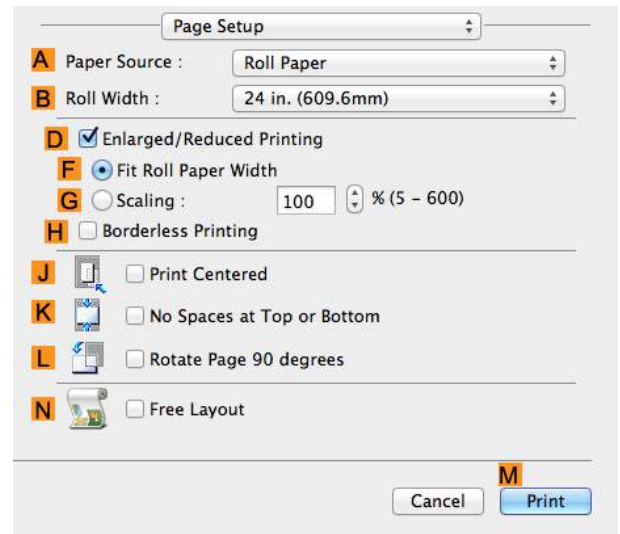 Page Setup
A Paper Source : Roll Paper
B Roll Width : 24 in. (609.6mm)
D Enlarged/Reduced Printing
F Fit Roll Paper Width
G Scaling : 100 % (5 - 600)
H Borderless Printing
J Print Centered
K No Spaces at Top or Bottom
L Rotate Page 90 degrees
N Free Layout
M
Cancel Print